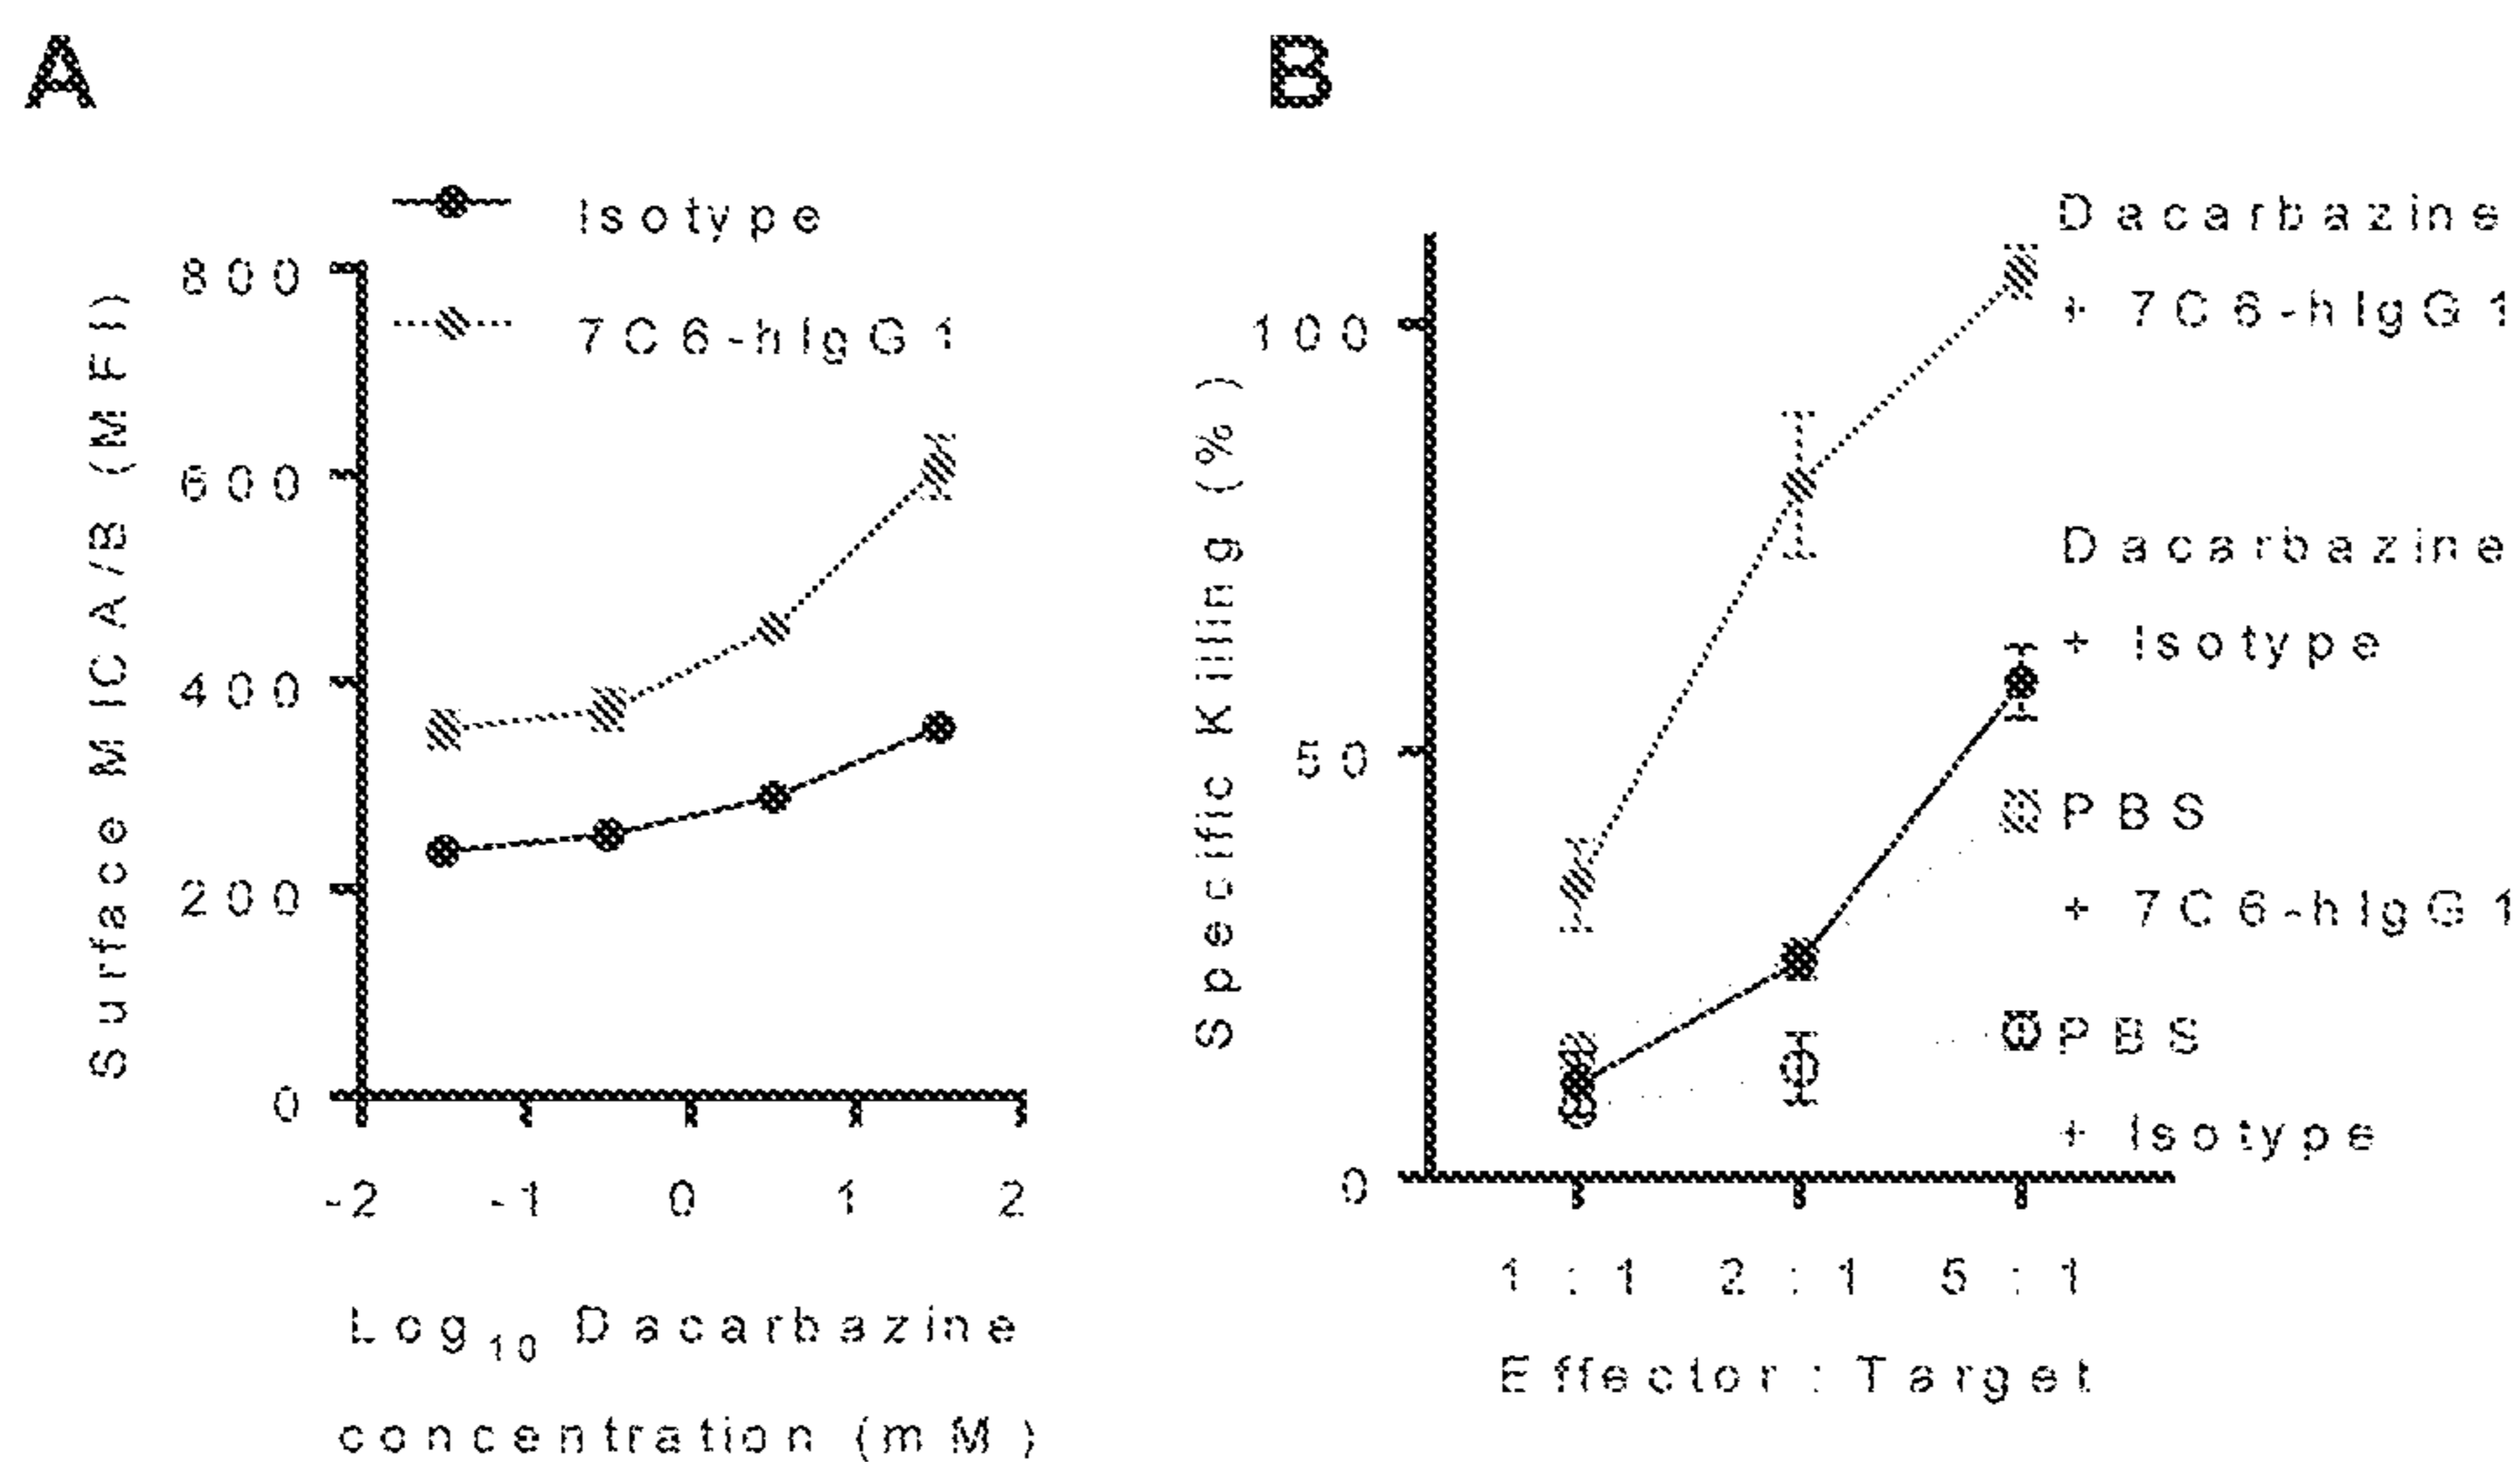 A
B
Isotype
7C6-hIgG1
800
600
400
200
0
Surface MICA/B (MFI)
-2 -1 0 1 2
Log10 Dacarbazine
concentration (mM)
100
50
0
Specific Killing (%)
Dacarbazine
+ 7C6-hIgG1
Dacarbazine
+ Isotype
PBS
+ 7C6-hIgG1
PBS
+ Isotype
1:1 2:1 5:1
Effector:Target